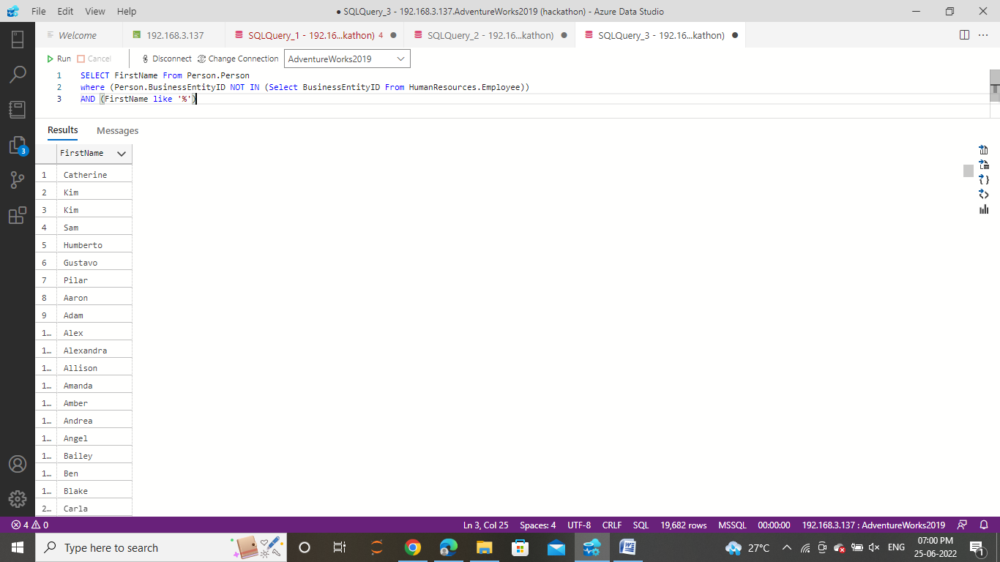 File Edit View Help ● SQLQuery_3 - 192.168.3.137.AdventureWorks2019 (hackathon) - Azure Data Studio
Welcome 192.168.3.137 SQLQuery_1 - 192.16...kathon) 4 ● SQLQuery_2 - 192.16...kathon) ● SQLQuery_3 - 192.16...kathon) ● ...
Run Cancel Disconnect Change Connection AdventureWorks2019
1 SELECT FirstName From Person.Person
2 where (Person.BusinessEntityID NOT IN (Select BusinessEntityID From HumanResources.Employee))
3 AND (FirstName like '%')
Results Messages
FirstName
1 Catherine
2 Kim
3 Kim
3
4 Sam
5 Humberto
6 Gustavo
7 Pilar
8 Aaron
9 Adam
1... Alex
1... Alexandra
1... Allison
1... Amanda
1... Amber
1... Andrea
1... Angel
1... Bailey
1... Ben
1... Blake
2... Carla
4 0 Ln 3, Col 25 Spaces: 4 UTF-8 CRLF SQL 19,682 rows MSSQL 00:00:00 192.168.3.137 : AdventureWorks2019
Type here to search 27°C ENG 07:00 PM
25-06-2022 1